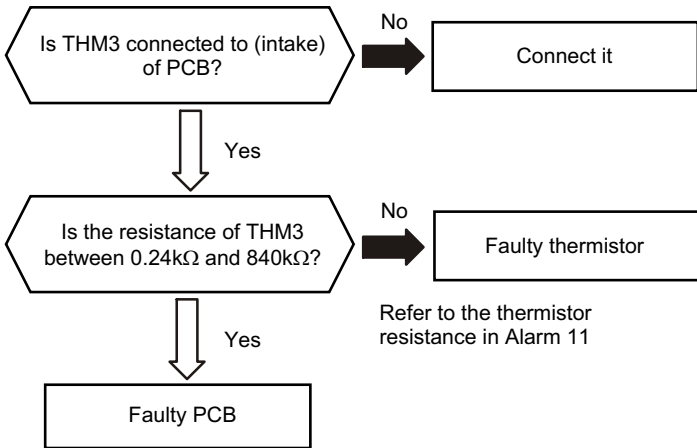 Is THM3 connected to (intake)
of PCB?
No
Connect it
Yes
Is the resistance of THM3
between 0.24kΩ and 840kΩ?
No
Faulty thermistor
Refer to the thermistor
resistance in Alarm 11
Yes
Faulty PCB